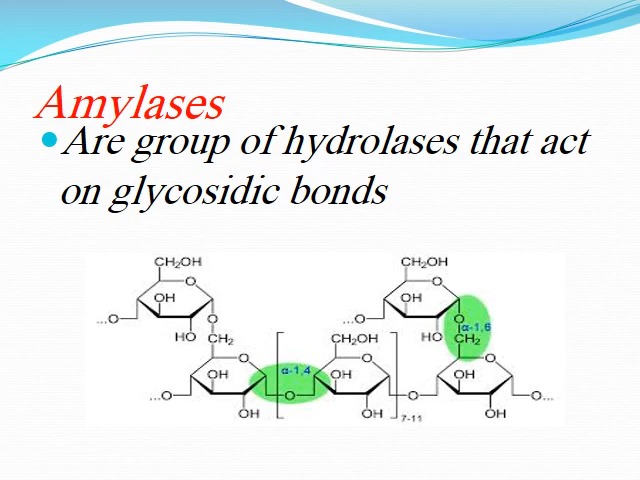 Amylases
Are group of hydrolases that act
on glycosidic bonds
CH₂OH
CH₂OH
O
O
OH
OH
...O
O
...O
O
α-1,6
OH
HO
CH₂
CH₂OH
HO
CH₂
O
O
O
OH
α-1,4
OH
OH
...O
O
O
O...
OH
OH
OH
7-11